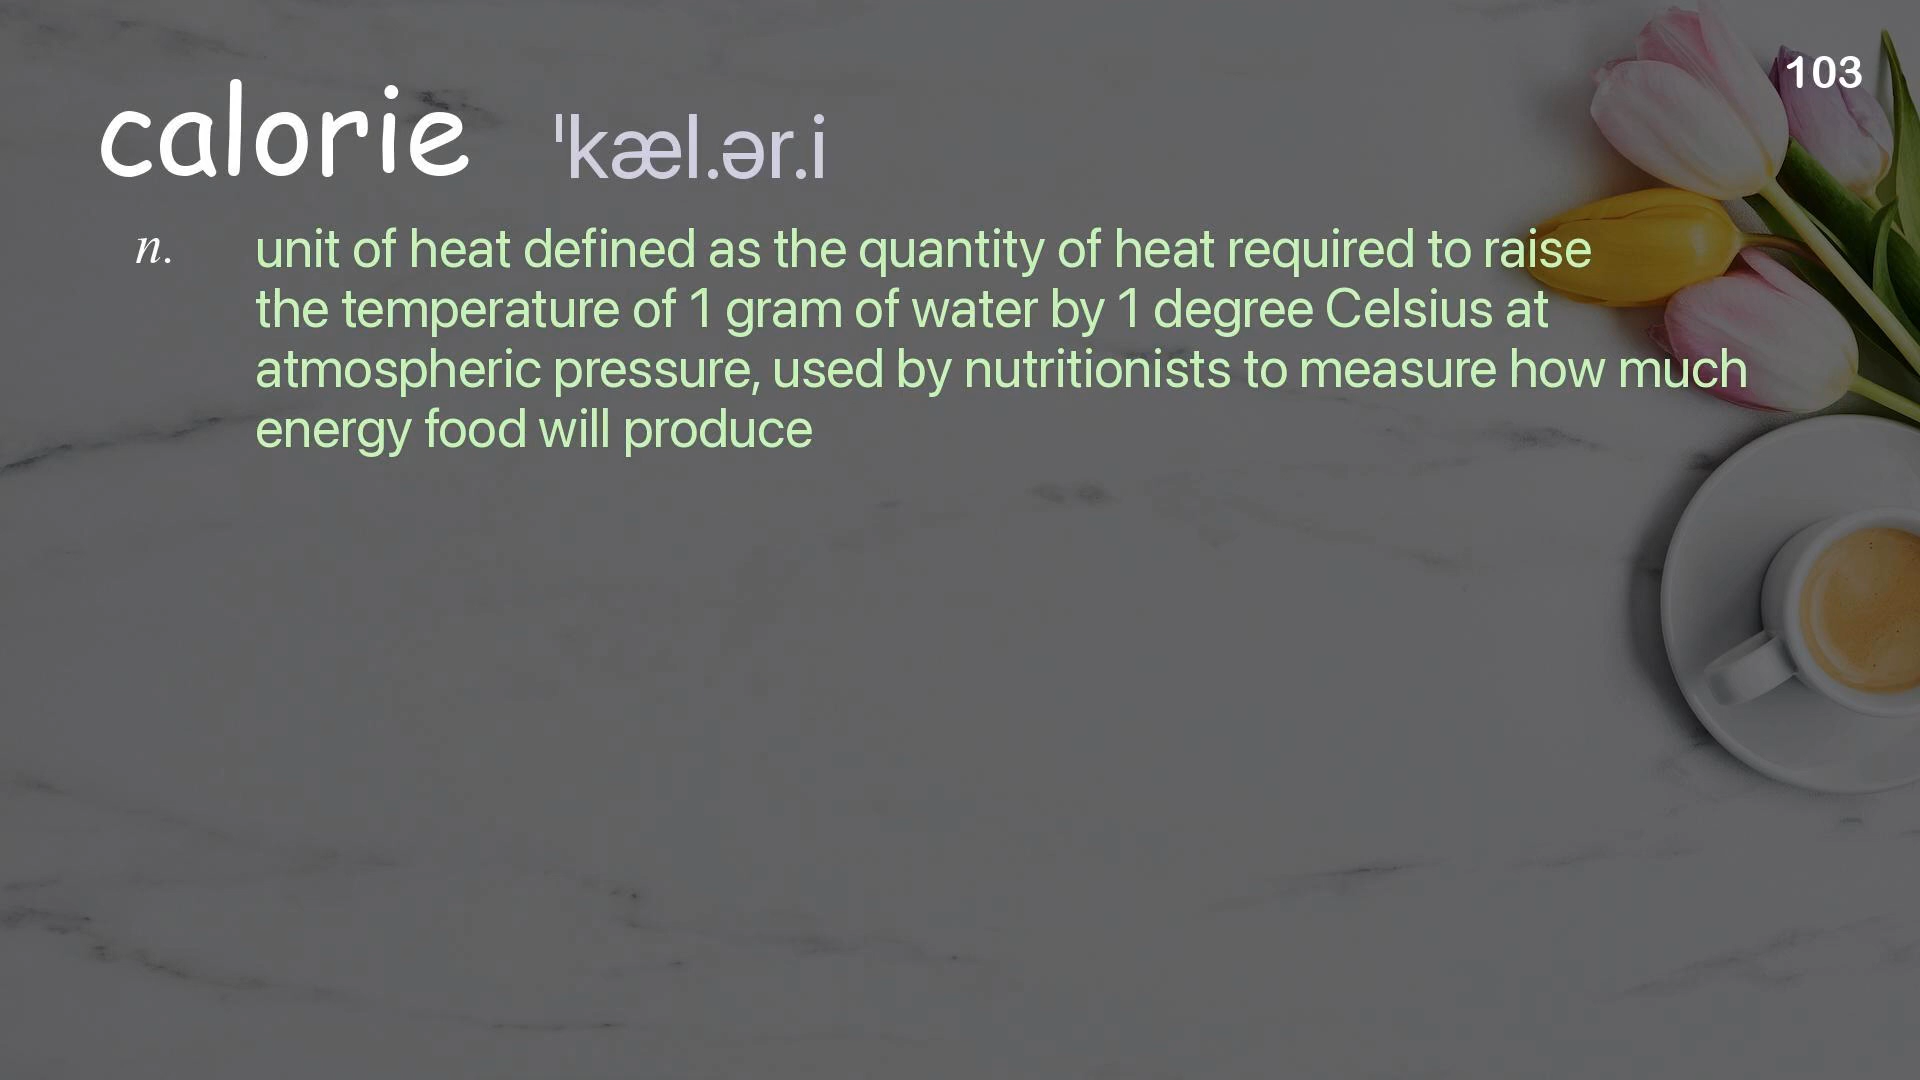 103
calorie ˈkæl.ər.i
n. unit of heat defined as the quantity of heat required to raise
the temperature of 1 gram of water by 1 degree Celsius at
atmospheric pressure, used by nutritionists to measure how much
energy food will produce